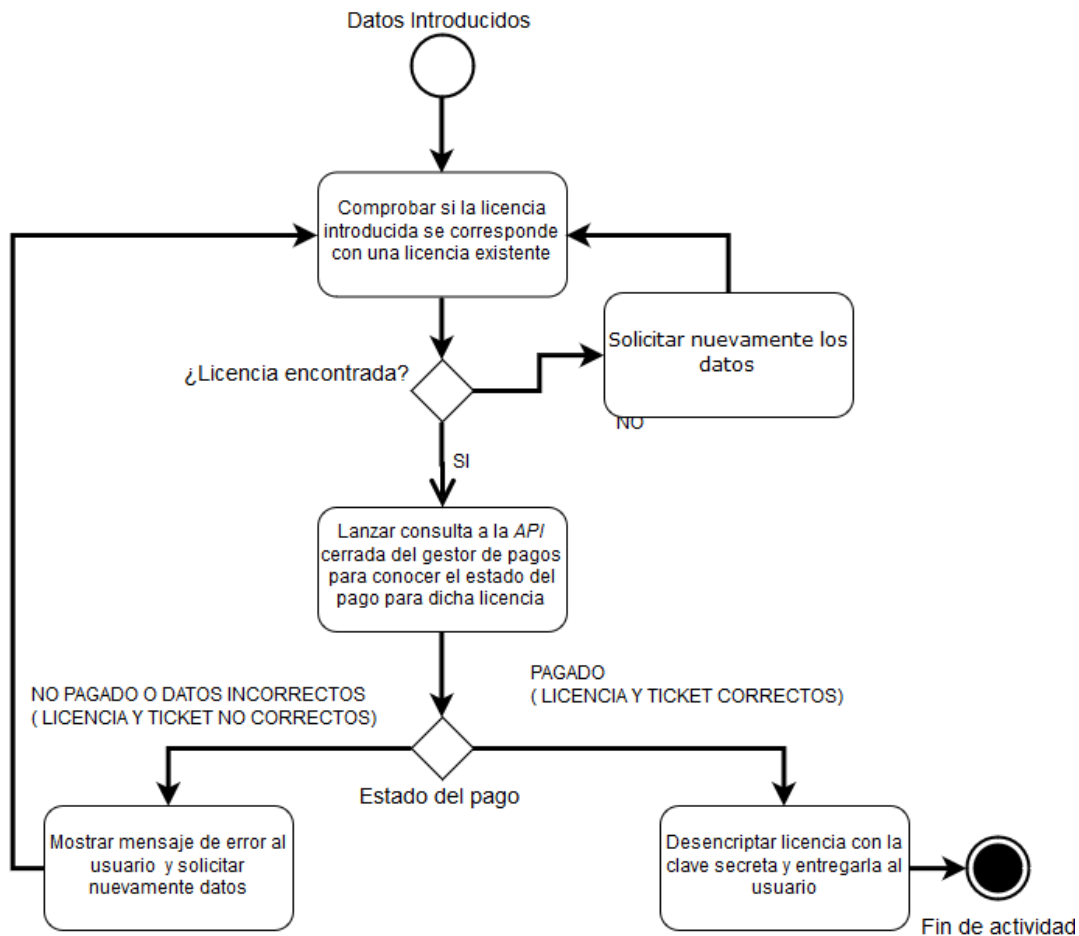 Datos Introducidos
Comprobar si la licencia
introducida se corresponde
con una licencia existente
Solicitar nuevamente los
datos
¿Licencia encontrada?
NO
SI
Lanzar consulta a la API
cerrada del gestor de pagos
para conocer el estado del
pago para dicha licencia
NO PAGADO O DATOS INCORRECTOS
( LICENCIA Y TICKET NO CORRECTOS)
PAGADO
( LICENCIA Y TICKET CORRECTOS)
Estado del pago
Mostrar mensaje de error al
usuario y solicitar
nuevamente datos
Desencriptar licencia con la
clave secreta y entregarla al
usuario
Fin de actividad